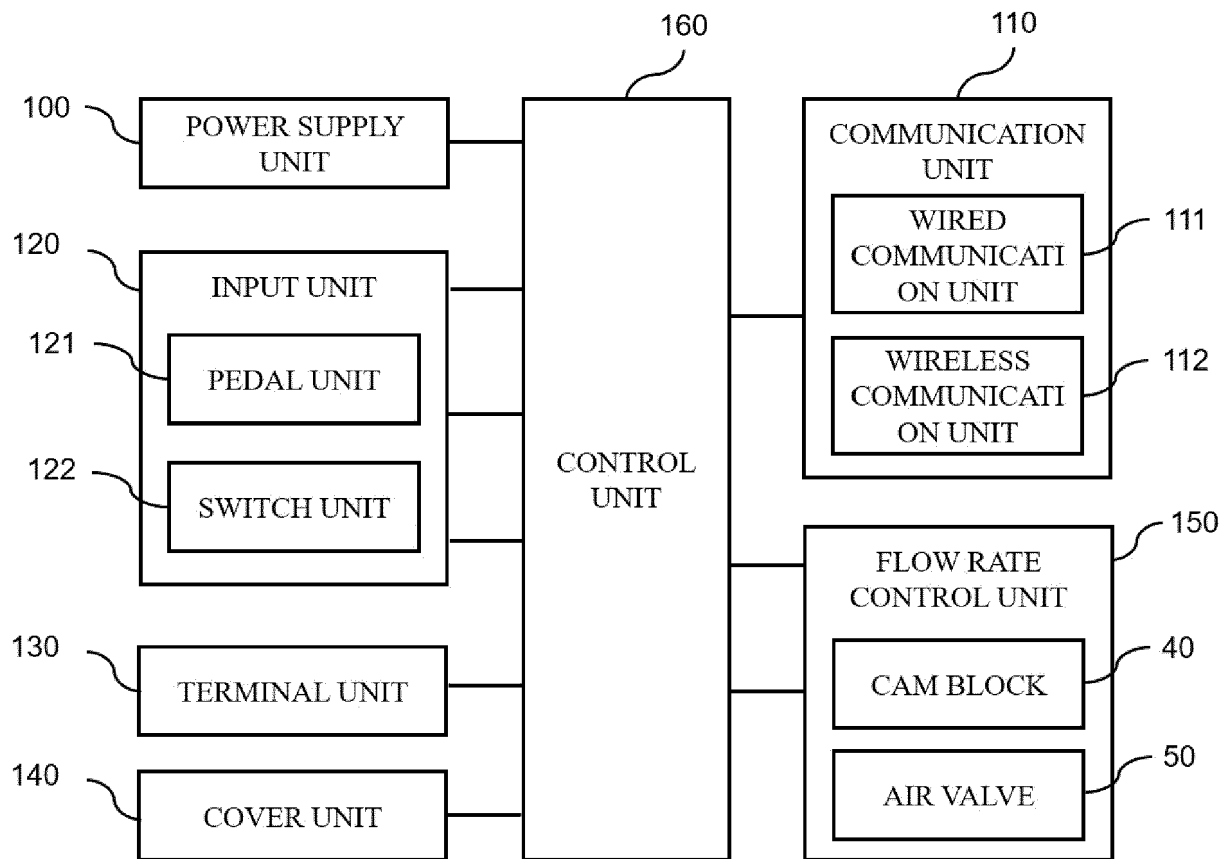 160
110
100
POWER SUPPLY
UNIT
COMMUNICATION
UNIT
WIRED
COMMUNICATI
ON UNIT
111
120
INPUT UNIT
121
PEDAL UNIT
WIRELESS
COMMUNICATI
ON UNIT
112
122
SWITCH UNIT
CONTROL
UNIT
150
FLOW RATE
CONTROL UNIT
130
TERMINAL UNIT
40
CAM BLOCK
140
COVER UNIT
50
AIR VALVE